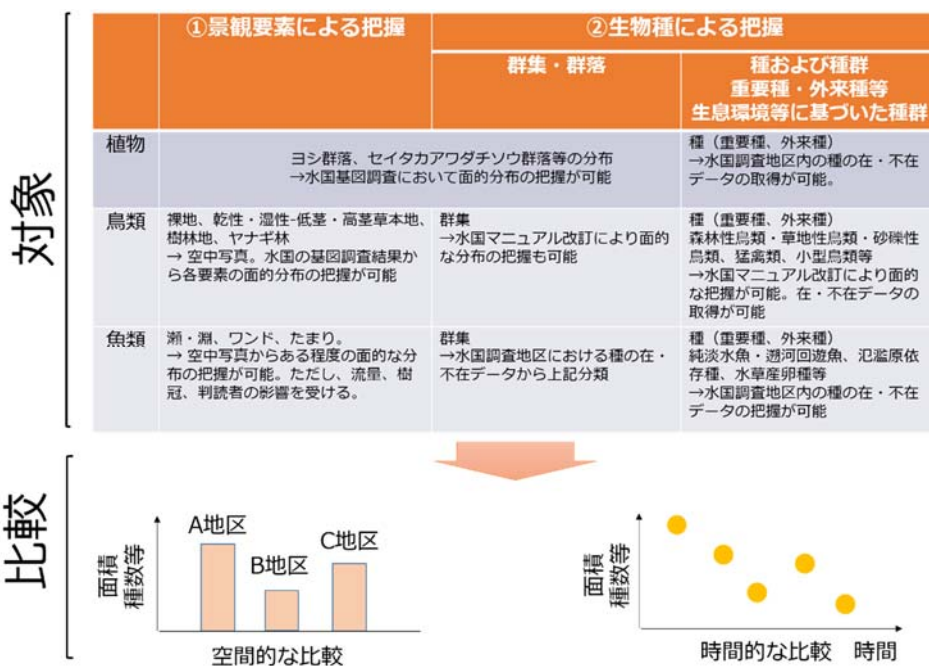 対象
①景観要素による把握
②生物種による把握
群集・群落
種および種群
重要種・外来種等
生息環境等に基づいた種群
植物
ヨシ群落、セイタカアワダチソウ群落等の分布
→水国基図調査において面的分布の把握が可能
種（重要種、外来種）
→水国調査地区内の種の在・不在
データの取得が可能。
鳥類
裸地、乾性・湿性-低茎・高茎草本地、
樹林地、ヤナギ林
→ 空中写真。水国の基図調査結果か
ら各要素の面的分布の把握が可能
群集
→水国マニュアル改訂により面的
な分布の把握も可能
種（重要種、外来種）
森林性鳥類・草地性鳥類・砂礫性
鳥類、猛禽類、小型鳥類等
→水国マニュアル改訂により面的
な把握が可能。在・不在データの
取得が可能
魚類
瀬・淵、ワンド、たまり。
→ 空中写真からある程度の面的な分
布の把握が可能。ただし、流量、樹
冠、判読者の影響を受ける。
群集
→水国調査地区における種の在・
不在データから上記分類
種（重要種、外来種）
純淡水魚・遡河回遊魚、氾濫原依
存種、水草産卵種等
→水国調査地区内の種の在・不在
データの把握が可能
比較
面積
種数等
A地区
B地区
C地区
空間的な比較
面積
種数等
時間的な比較
時間